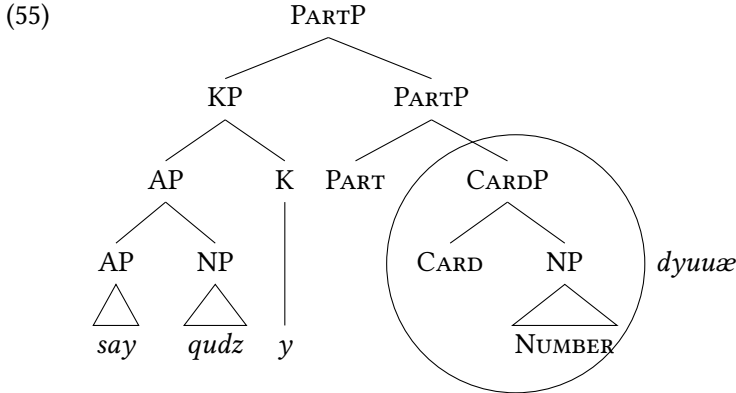 (55) PARTP
KP PARTP
AP K PART CARDP
AP NP CARD NP dyuuæ
say qudz y NUMBER